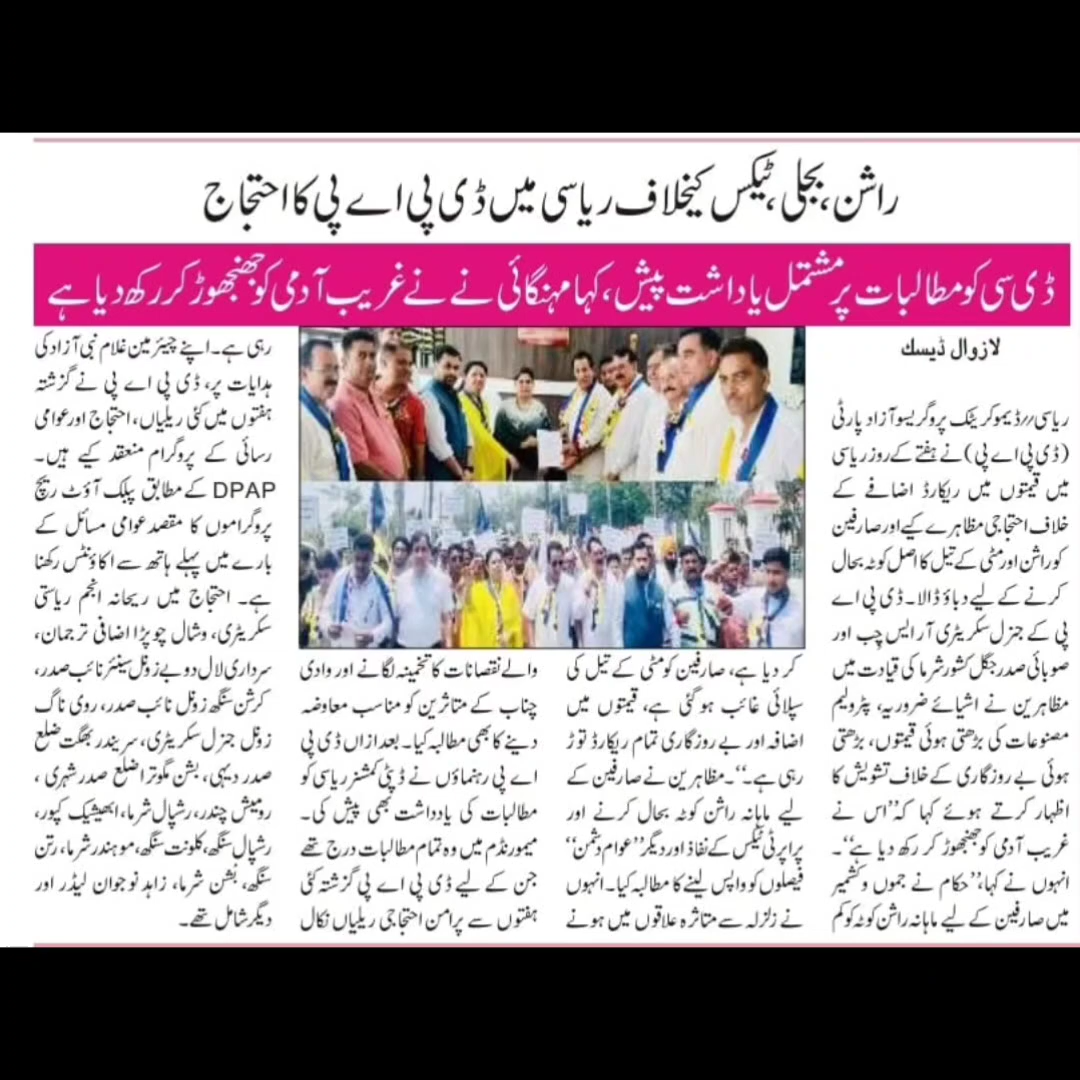 راشن، بجلی، ٹیکس کیخلاف ریاسی میں ڈی پی اے پی کا احتجاج
ڈی سی کو مطالبات پر مشتمل یاداشت پیش، کہا مہنگائی نے نے غریب آدمی کو جھنجھوڑ کر رکھ دیا ہے
لازوال ڈیسک
ریاسی//ڈیموکریٹک پروگریسو آزاد پارٹی
(ڈی پی اے پی) نے ہفتے کے روز ریاسی
میں قیمتوں میں ریکارڈ اضافے کے
خلاف احتجاجی مظاہرے کیے اور صارفین
کو راشن اور مٹی کے تیل کا اصل کوٹہ بحال
کرنے کے لیے دباؤ ڈالا۔ ڈی پی اے
پی کے جنرل سکریٹری آر ایس چب اور
صوبائی صدر جگل کشور شرما کی قیادت میں
مظاہرین نے اشیائے ضروریہ، پٹرولیم
مصنوعات کی بڑھتی ہوئی قیمتوں، بڑھتی
ہوئی بے روزگاری کے خلاف تشویش کا
اظہار کرتے ہوئے کہا کہ ”اس نے
غریب آدمی کو جھنجھوڑ کر رکھ دیا ہے“۔
انہوں نے کہا، ”حکام نے جموں و کشمیر
میں صارفین کے لیے ماہانہ راشن کوٹہ کو کم
کر دیا ہے، صارفین کو مٹی کے تیل کی
سپلائی غائب ہو گئی ہے، قیمتوں میں
اضافہ اور بے روزگاری تمام ریکارڈ توڑ
رہی ہے۔“۔ مظاہرین نے صارفین کے
لیے ماہانہ راشن کوٹہ بحال کرنے اور
پراپرٹی ٹیکس کے نفاذ اور دیگر ”عوام دشمن“
فیصلوں کو واپس لینے کا مطالبہ کیا۔ انہوں
نے زلزلہ سے متاثرہ علاقوں میں ہونے
والے نقصانات کا تخمینہ لگانے اور وادی
چناب کے متاثرین کو مناسب معاوضہ
دینے کا بھی مطالبہ کیا۔ بعد ازاں ڈی پی
اے پی رہنماؤں نے ڈپٹی کمشنر ریاسی کو
مطالبات کی یادداشت بھی پیش کی۔
میمورنڈم میں وہ تمام مطالبات درج تھے
جن کے لیے ڈی پی اے پی گزشتہ کئی
ہفتوں سے پرامن احتجاجی ریلیاں نکال
رہی ہے۔ اپنے چیئرمین غلام نبی آزاد کی
ہدایات پر، ڈی پی اے پی نے گزشتہ
ہفتوں میں کئی ریلیاں، احتجاج اور عوامی
رسائی کے پروگرام منعقد کیے ہیں۔
DPAP کے مطابق پبلک آؤٹ ریچ
پروگراموں کا مقصد عوامی مسائل کے
بارے میں پہلے ہاتھ سے اکاؤنٹس رکھنا
ہے۔ احتجاج میں ریحانہ انجم ریاستی
سکریٹری، وشال چوپڑا اضافی ترجمان،
سرداری لال دوبے زونل سینئر نائب صدر،
کرشن سنگھ زونل نائب صدر، روی ناگ
زونل جنرل سکریٹری، سریندر بھگت ضلع
صدر دیہی، بشن مگوترا ضلع صدر شہری،
رومیش چندر، رشپال شرما، ابھیشیک کپور،
رشپال سنگھ، کلونت سنگھ، موہندر شرما، رتن
سنگھ، بشن شرما، زاہد نوجوان لیڈر اور
دیگر شامل تھے۔